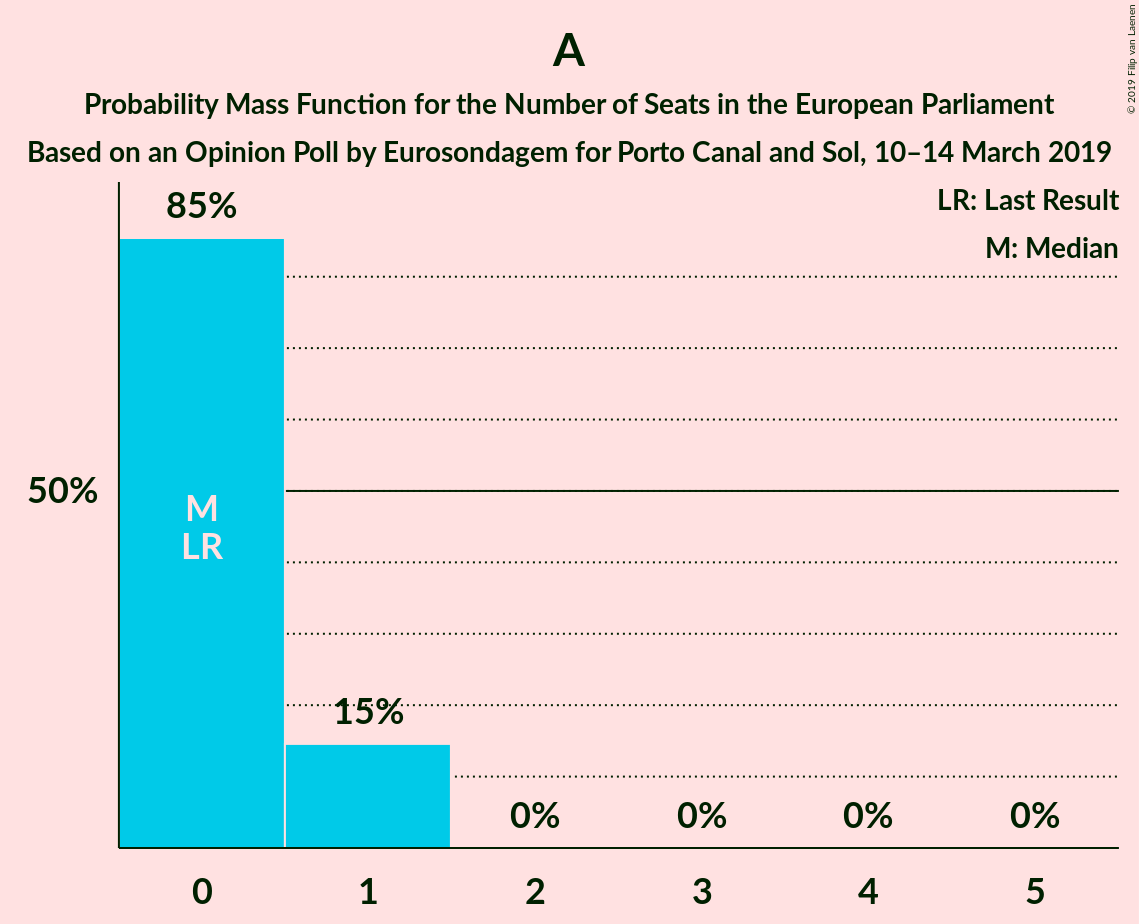 A
Probability Mass Function for the Number of Seats in the European Parliament
Based on an Opinion Poll by Eurosondagem for Porto Canal and Sol, 10–14 March 2019
© 2019 Filip van Laenen
LR: Last Result
M: Median
85%
50%
M
LR
15%
0%
0%
0%
0%
0
1
2
3
4
5